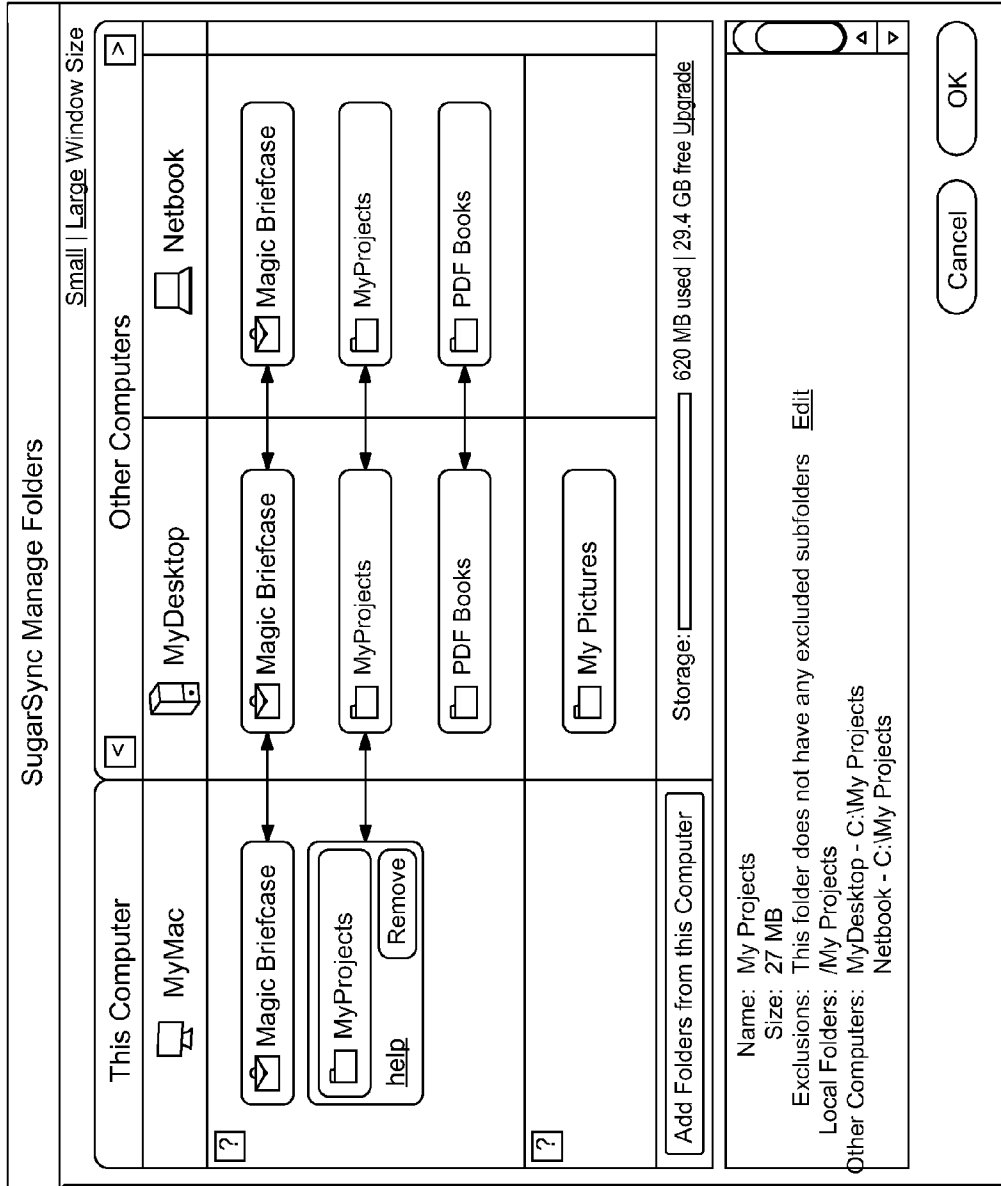 SugarSync Manage Folders
Small | Large Window Size
This Computer
<
Other Computers
>
MyMac
MyDesktop
Netbook
?
Magic Briefcase
Magic Briefcase
Magic Briefcase
MyProjects
help
Remove
MyProjects
MyProjects
PDF Books
PDF Books
?
My Pictures
Add Folders from this Computer
Storage: 620 MB used | 29.4 GB free Upgrade
Name: My Projects
Size: 27 MB
Exclusions: This folder does not have any excluded subfolders Edit
Local Folders: /My Projects
Other Computers: MyDesktop - C:\My Projects
Netbook - C:\My Projects
Cancel
OK